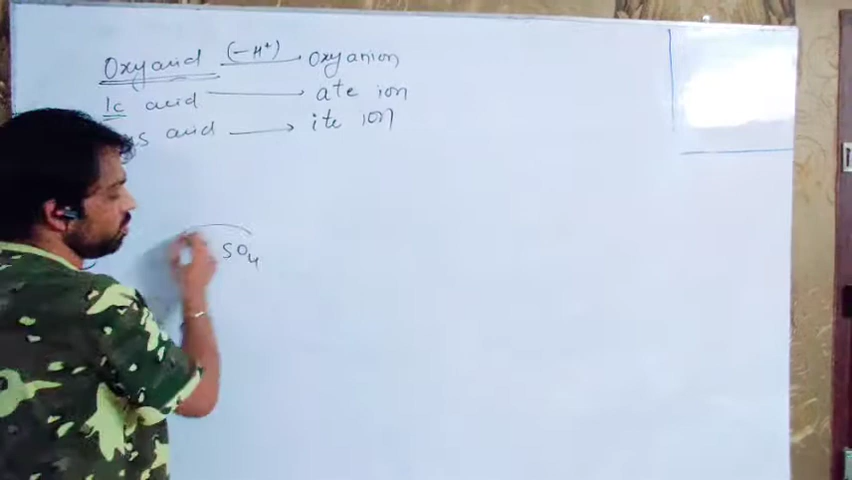 Oxyacid (-H⁺) → oxyanion
Ic acid → ate ion
s acid → ite ion
SO₄